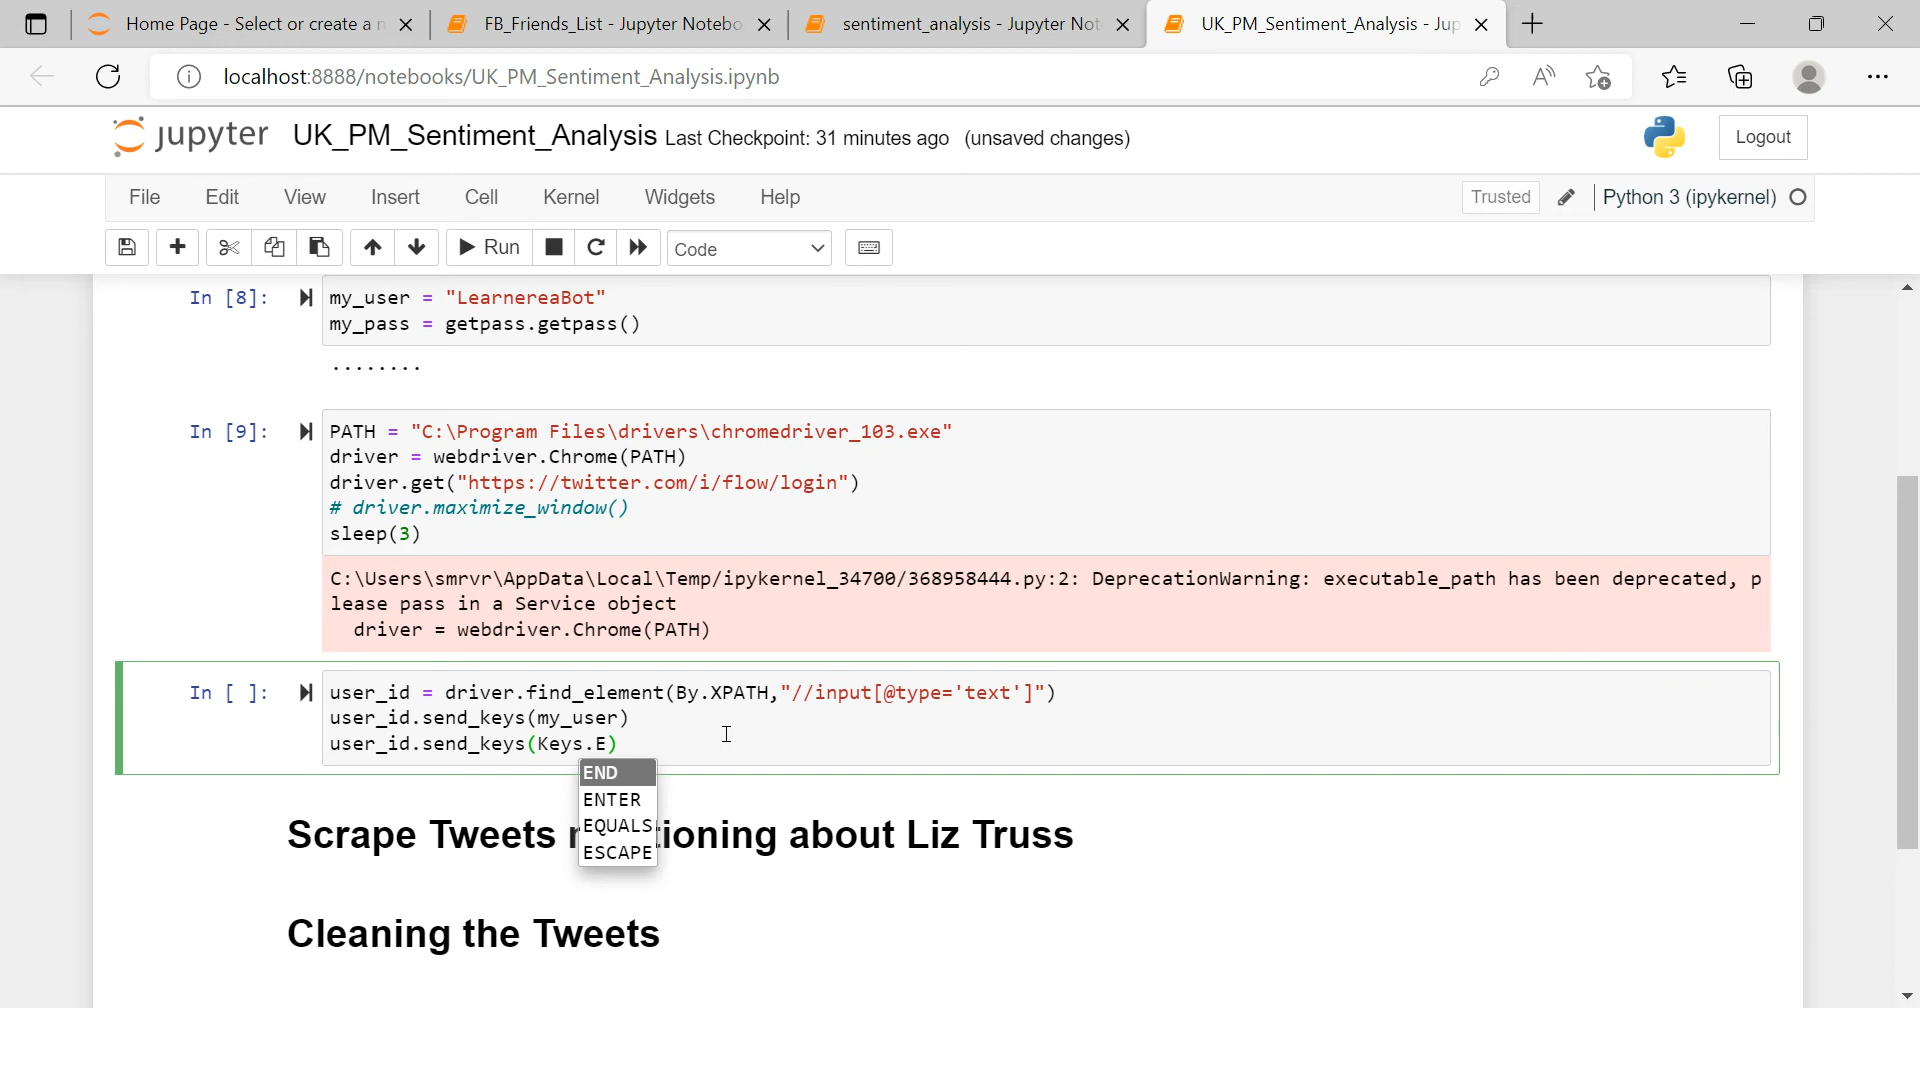 Home Page - Select or create a n
FB_Friends_List - Jupyter Notebo
sentiment_analysis - Jupyter Not
UK_PM_Sentiment_Analysis - Jup
localhost:8888/notebooks/UK_PM_Sentiment_Analysis.ipynb
jupyter UK_PM_Sentiment_Analysis Last Checkpoint: 31 minutes ago (unsaved changes)
Logout
File Edit View Insert Cell Kernel Widgets Help
Trusted
Python 3 (ipykernel)
Run
Code
In [8]:
my_user = "LearnereaBot"
my_pass = getpass.getpass()
........
In [9]:
PATH = "C:\Program Files\drivers\chromedriver_103.exe"
driver = webdriver.Chrome(PATH)
driver.get("https://twitter.com/i/flow/login")
# driver.maximize_window()
sleep(3)
C:\Users\smrvr\AppData\Local\Temp/ipykernel_34700/368958444.py:2: DeprecationWarning: executable_path has been deprecated, p
lease pass in a Service object
driver = webdriver.Chrome(PATH)
In [ ]:
user_id = driver.find_element(By.XPATH,"//input[@type='text']")
user_id.send_keys(my_user)
user_id.send_keys(Keys.E)
END
ENTER
EQUALS
ESCAPE
Scrape Tweets about Liz Truss
Cleaning the Tweets